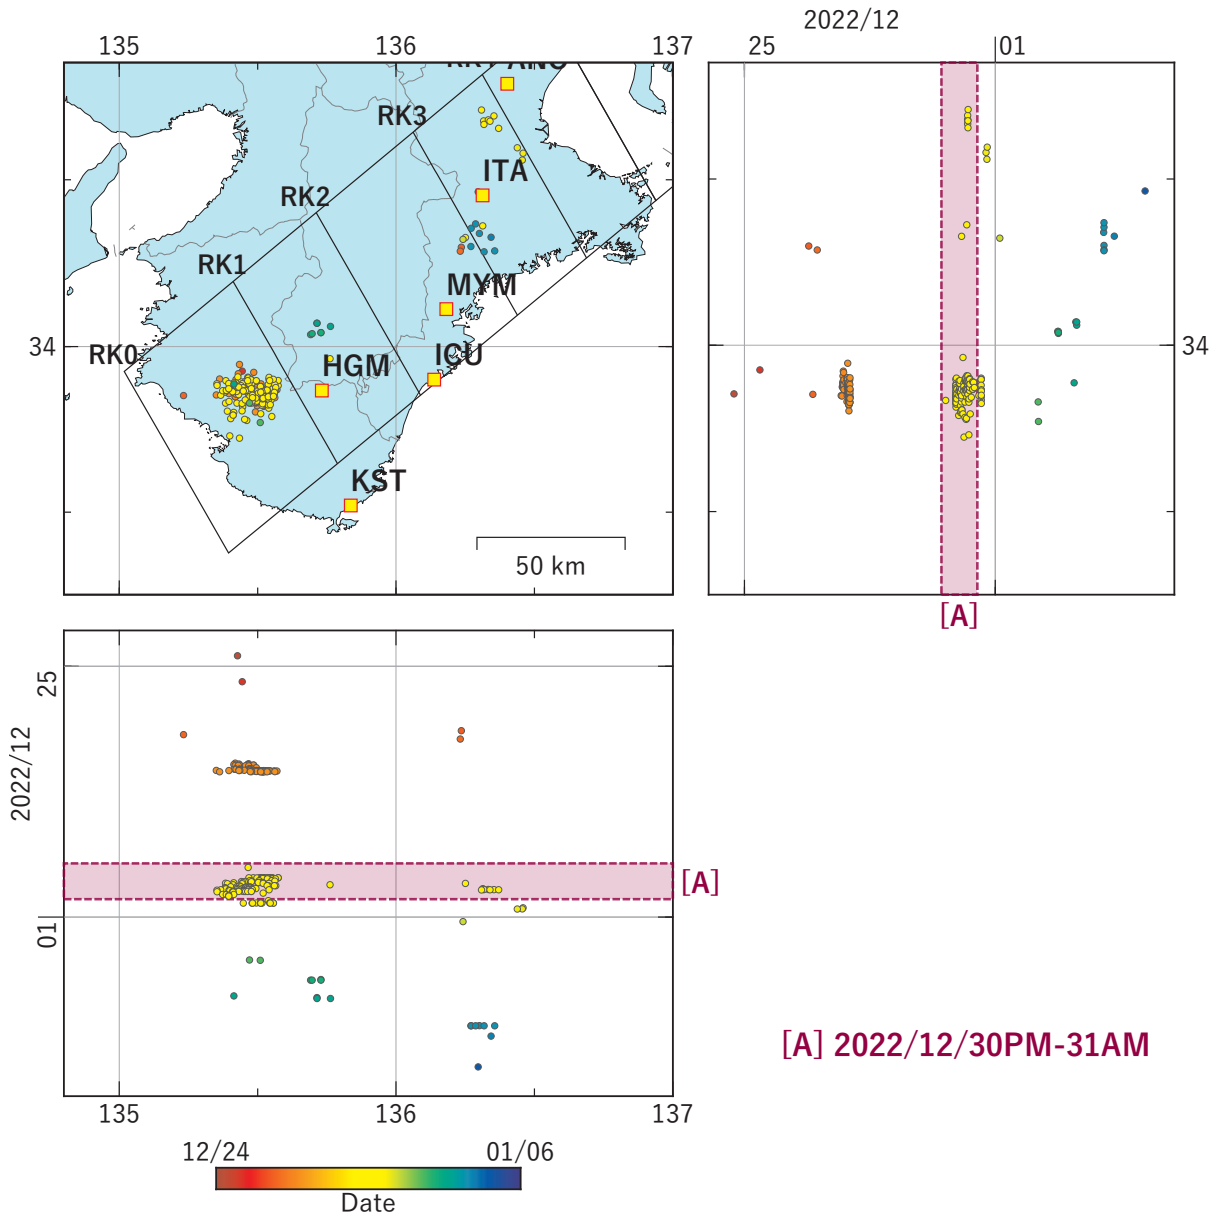 2022/12
135 136 137
25 01
ANO
RK3
ITA
RK2
RK1
MYM
34
RK0
HGM
ICU
34
KST
50 km
[A]
25
2022/12
[A]
01
[A] 2022/12/30PM-31AM
135 136 137
12/24 01/06
Date